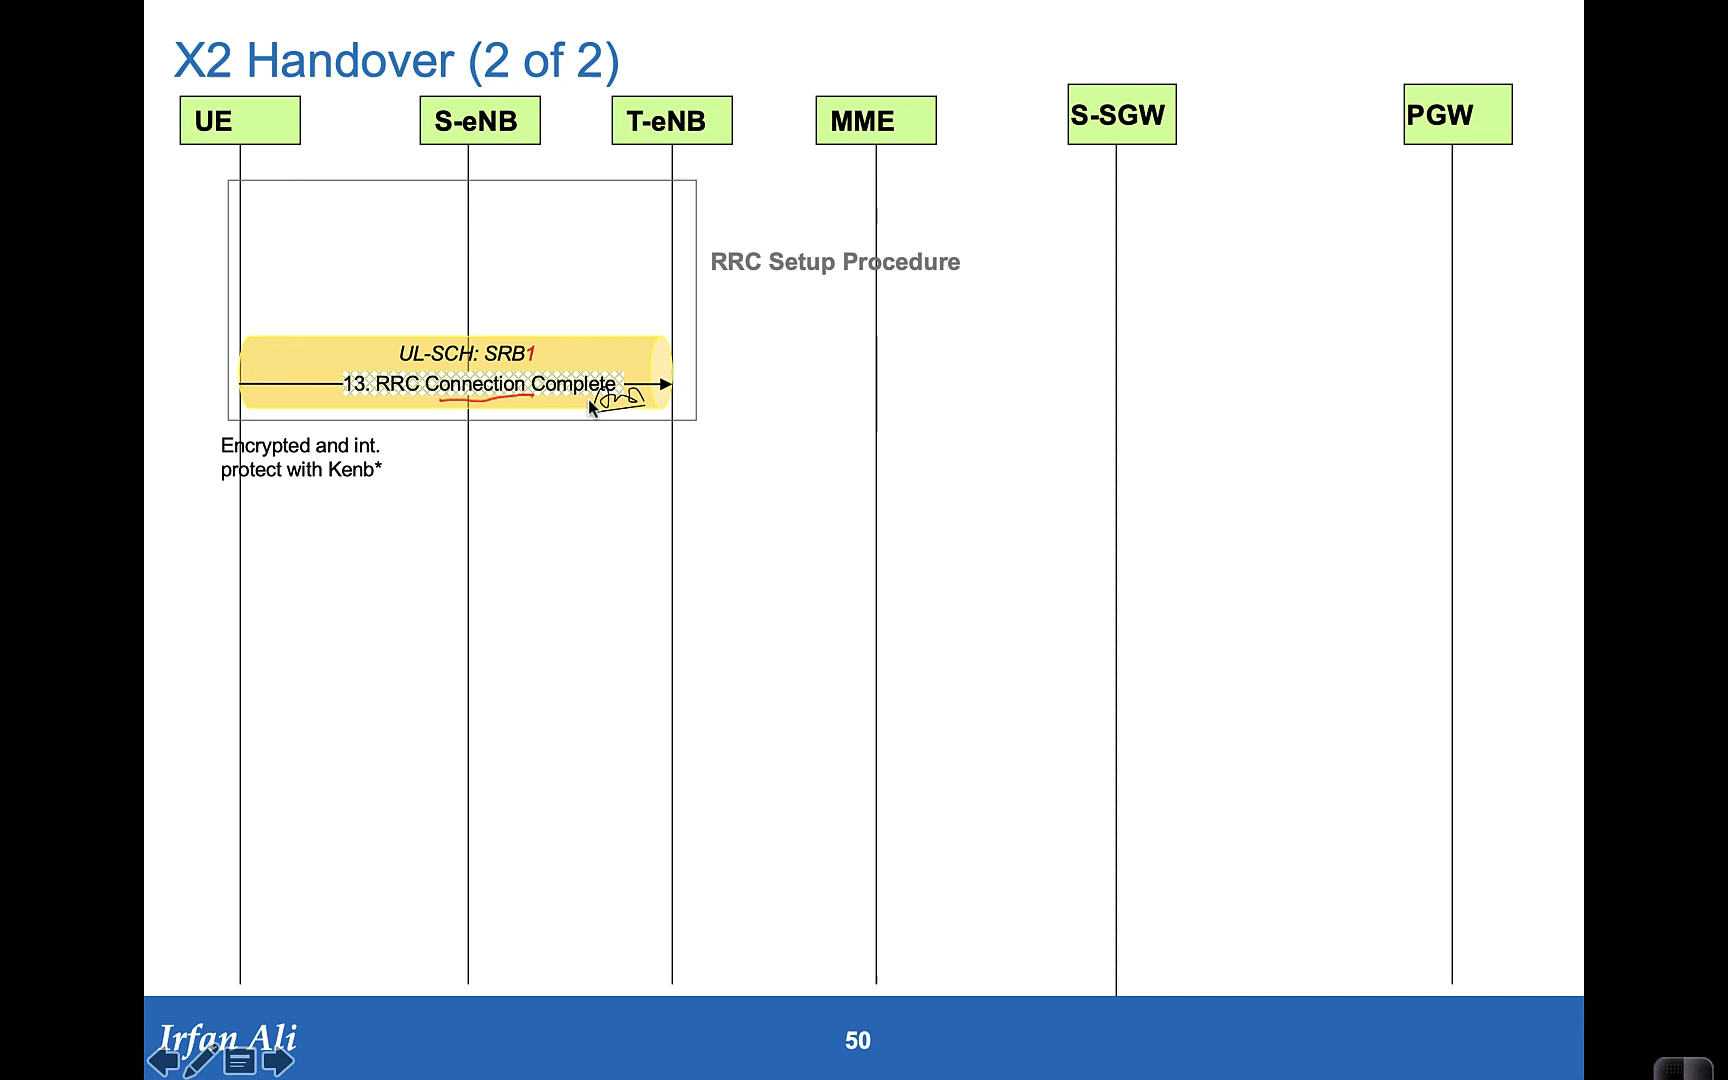 X2 Handover (2 of 2)
UE S-eNB T-eNB MME S-SGW PGW
RRC Setup Procedure
UL-SCH: SRB1
13. RRC Connection Complete
Encrypted and int.
protect with Kenb*
Irfan Ali
50